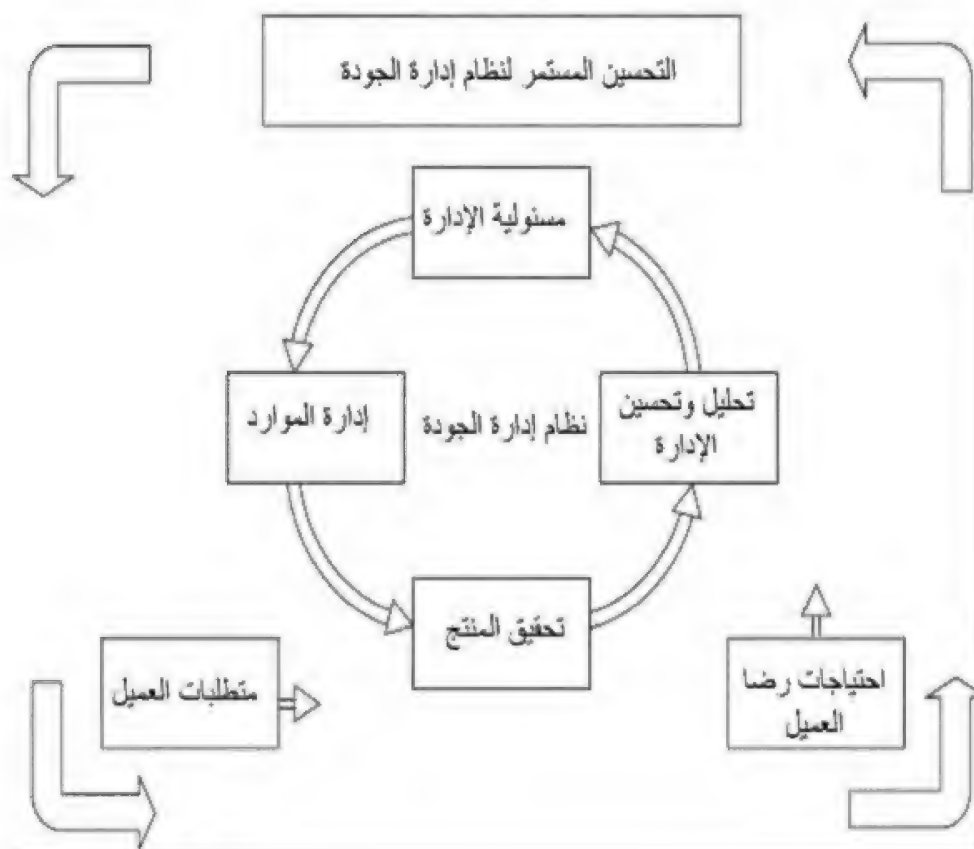 التحسين المستمر لنظام إدارة الجودة
مسئولية الإدارة
تحليل وتحسين
الإدارة
نظام إدارة الجودة
إدارة الموارد
تحقيق المنتج
احتياجات رضا
العميل
متطلبات العميل